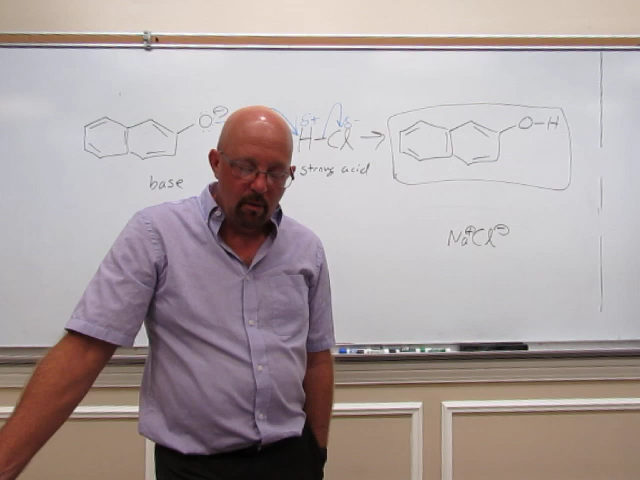 O⊖ δ+ H–Cl δ- → O–H
base strong acid
Na⊕Cl⊖